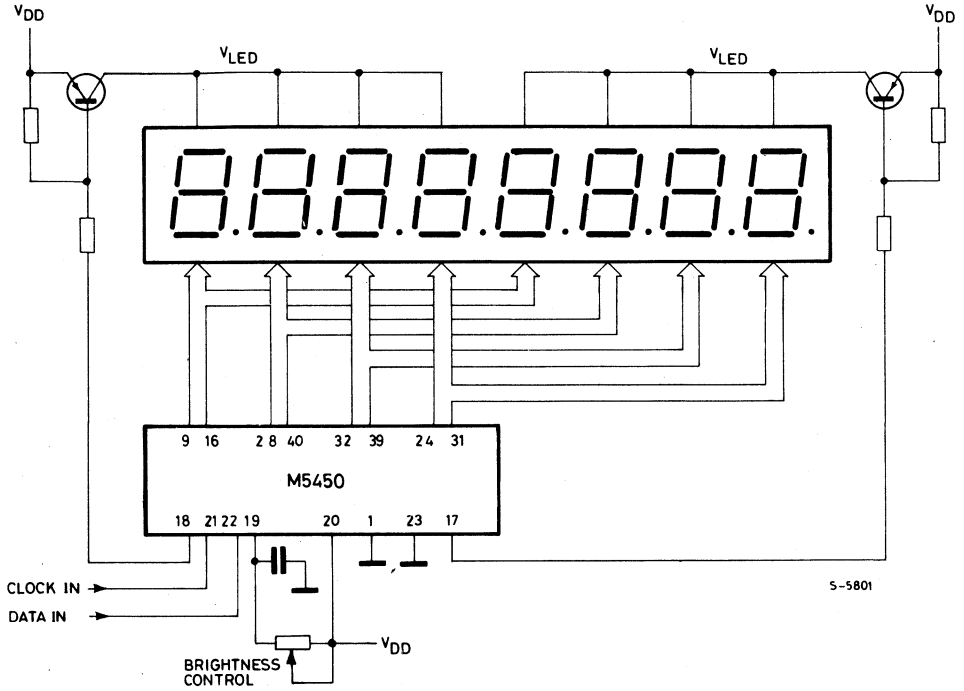 VDD
VDD
VLED
VLED
9 16 2 8 40 32 39 24 31
M5450
18 21 22 19 20 1 23 17
CLOCK IN
S-5801
DATA IN
VDD
BRIGHTNESS
CONTROL